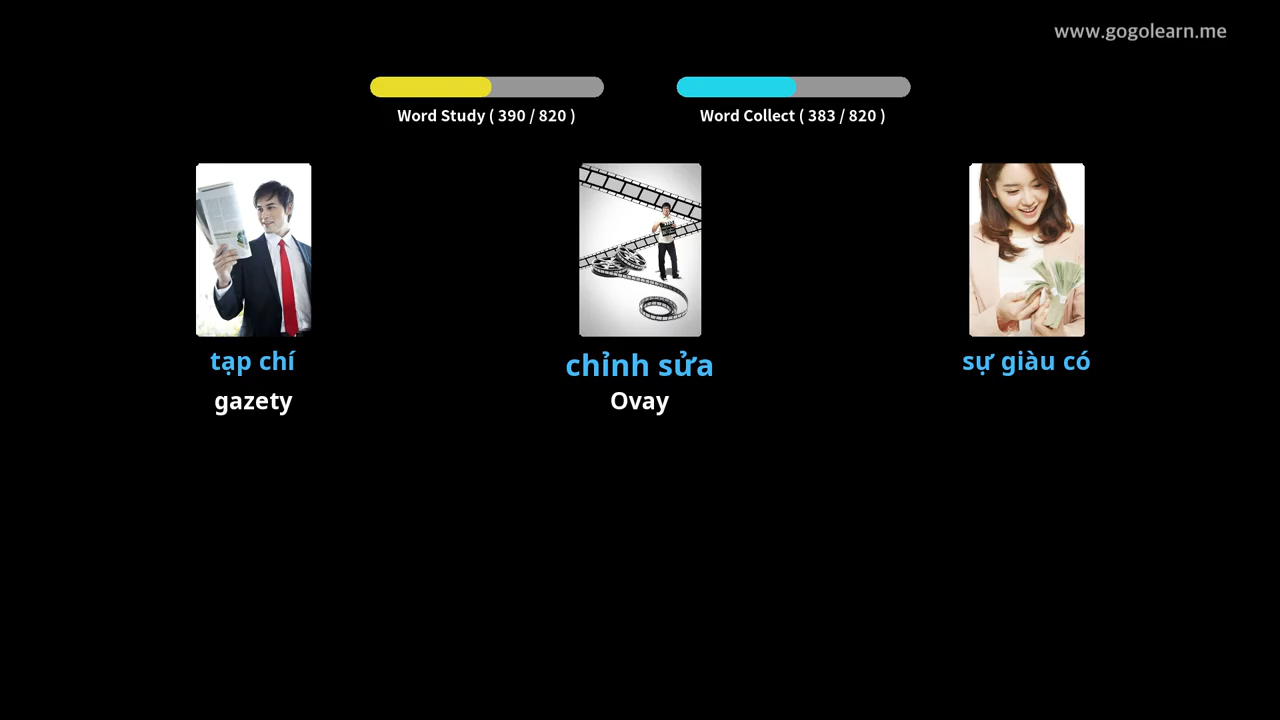 www.gogolearn.me
Word Study ( 390 / 820 )
Word Collect ( 383 / 820 )
tạp chí
chỉnh sửa
sự giàu có
gazety
Ovay